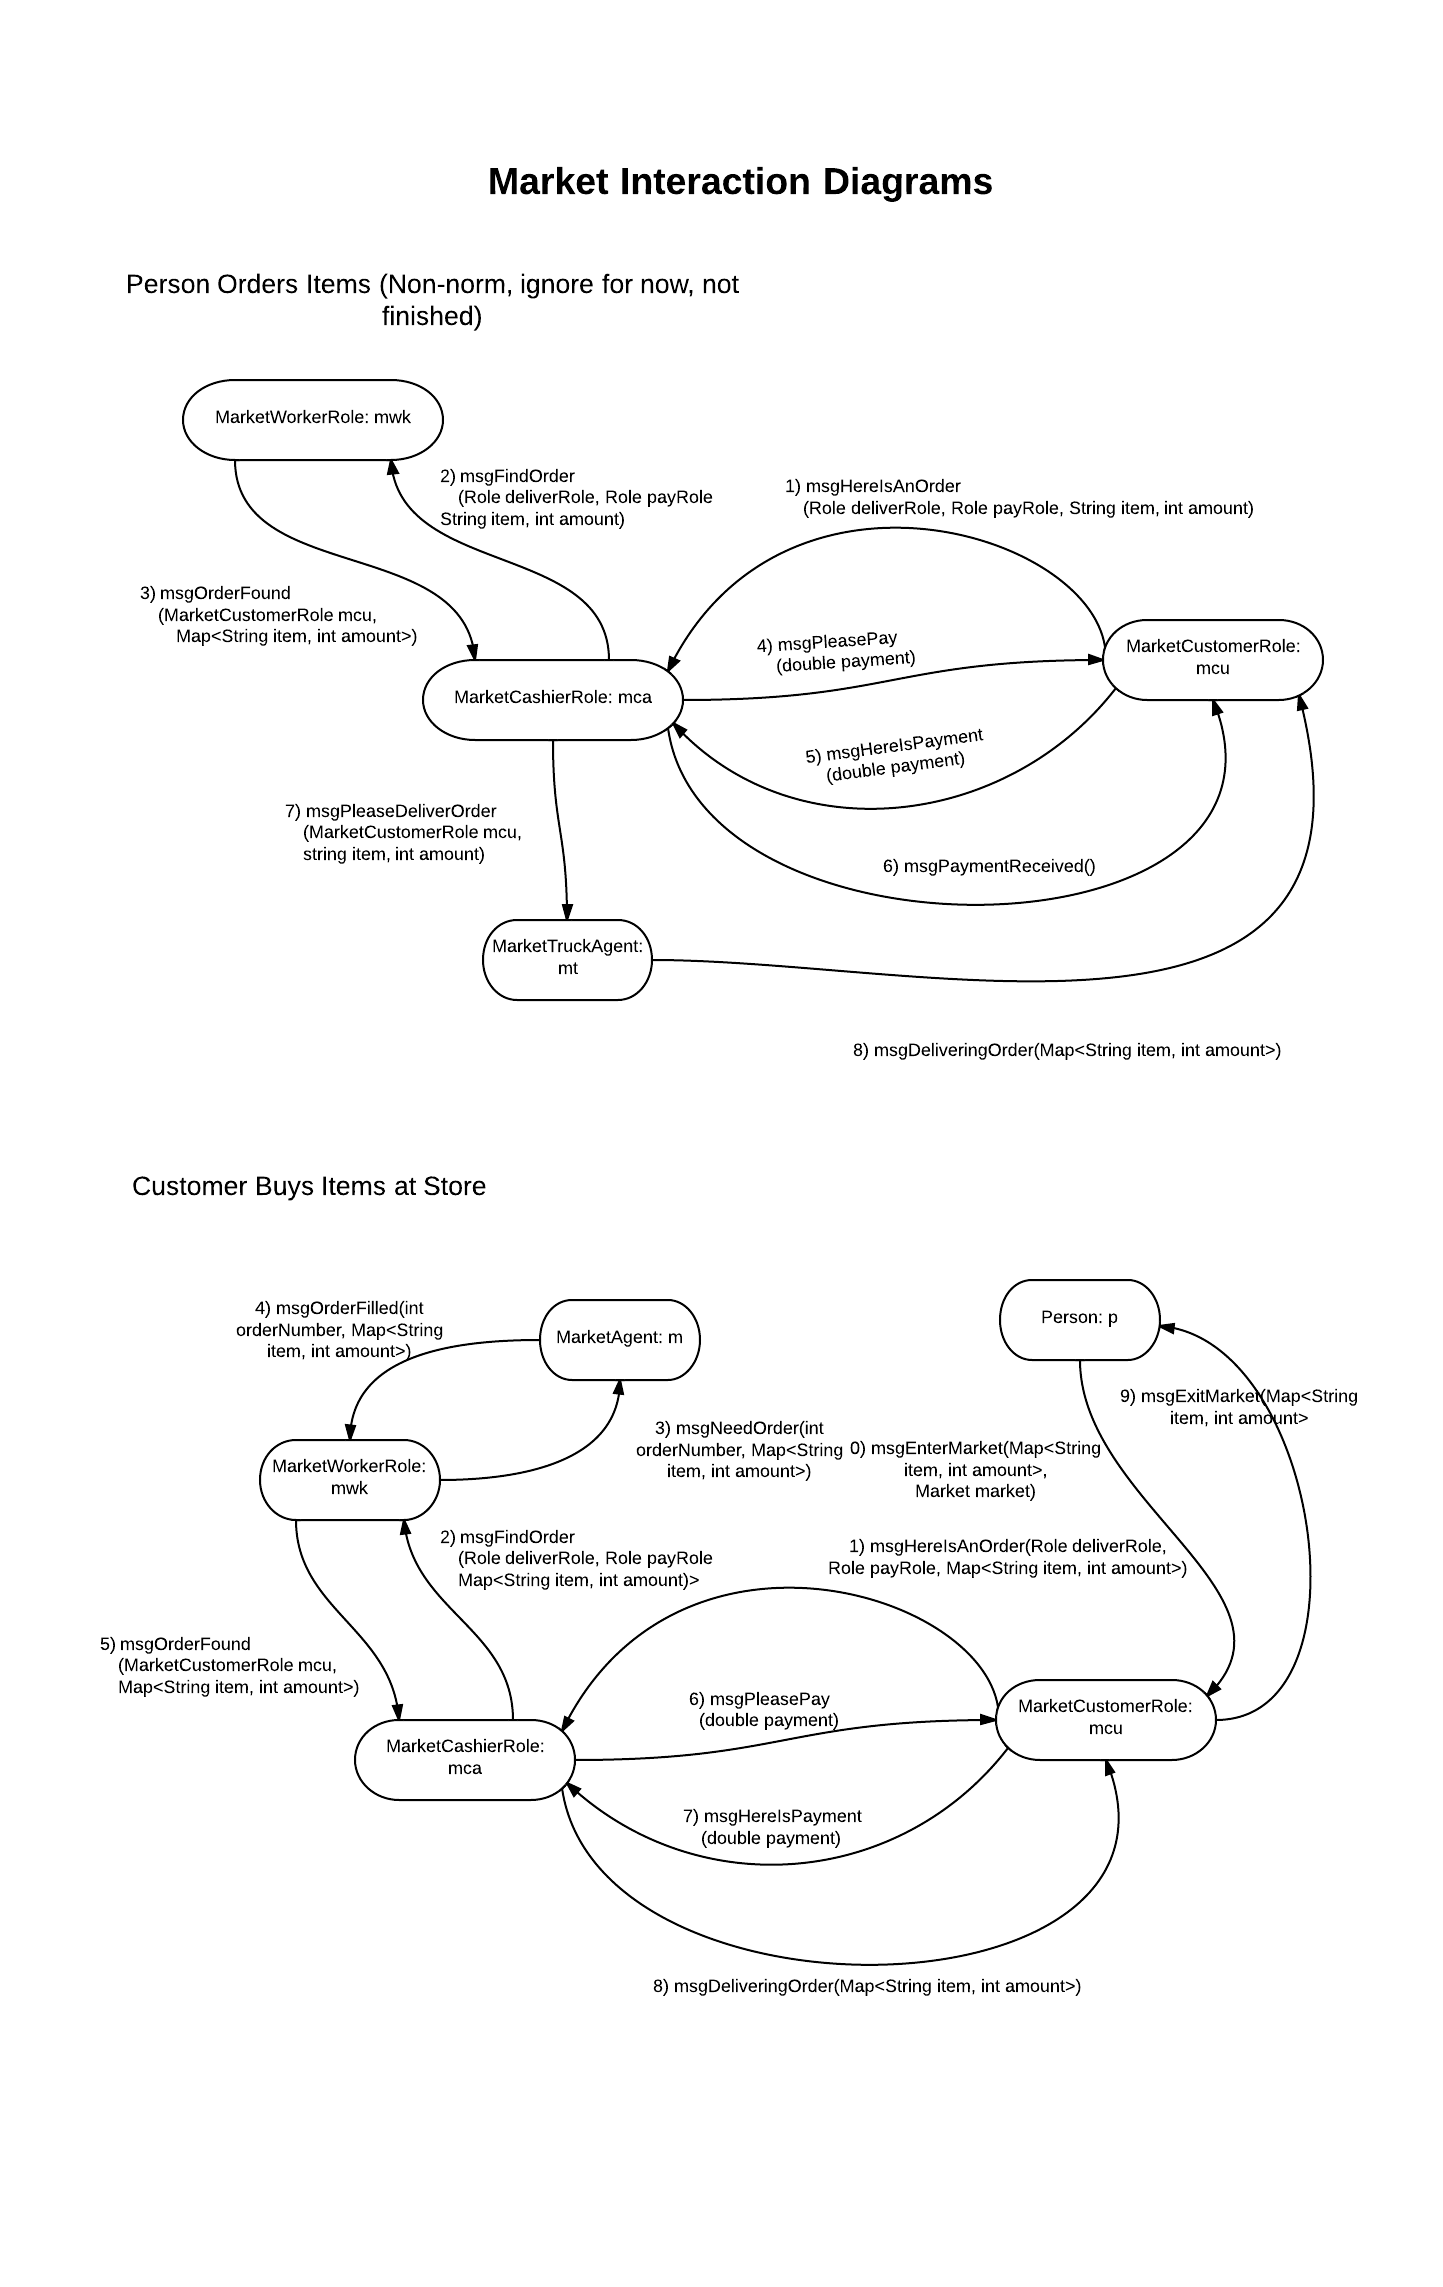 Market Interaction Diagrams
Person Orders Items (Non-norm, ignore for now, not
finished)
MarketWorkerRole: mwk
2) msgFindOrder
(Role deliverRole, Role payRole
String item, int amount)
1) msgHereIsAnOrder
(Role deliverRole, Role payRole, String item, int amount)
3) msgOrderFound
(MarketCustomerRole mcu,
Map<String item, int amount>)
4) msgPleasePay
(double payment)
MarketCustomerRole:
mcu
MarketCashierRole: mca
5) msgHereIsPayment
(double payment)
7) msgPleaseDeliverOrder
(MarketCustomerRole mcu,
string item, int amount)
6) msgPaymentReceived()
MarketTruckAgent:
mt
8) msgDeliveringOrder(Map<String item, int amount>)
Customer Buys Items at Store
4) msgOrderFilled(int
orderNumber, Map<String
item, int amount>)
MarketAgent: m
Person: p
9) msgExitMarket(Map<String
item, int amount>
3) msgNeedOrder(int
orderNumber, Map<String
item, int amount>)
0) msgEnterMarket(Map<String
item, int amount>,
Market market)
MarketWorkerRole:
mwk
2) msgFindOrder
(Role deliverRole, Role payRole
Map<String item, int amount)>
1) msgHereIsAnOrder(Role deliverRole,
Role payRole, Map<String item, int amount>)
5) msgOrderFound
(MarketCustomerRole mcu,
Map<String item, int amount>)
6) msgPleasePay
(double payment)
MarketCustomerRole:
mcu
MarketCashierRole:
mca
7) msgHereIsPayment
(double payment)
8) msgDeliveringOrder(Map<String item, int amount>)